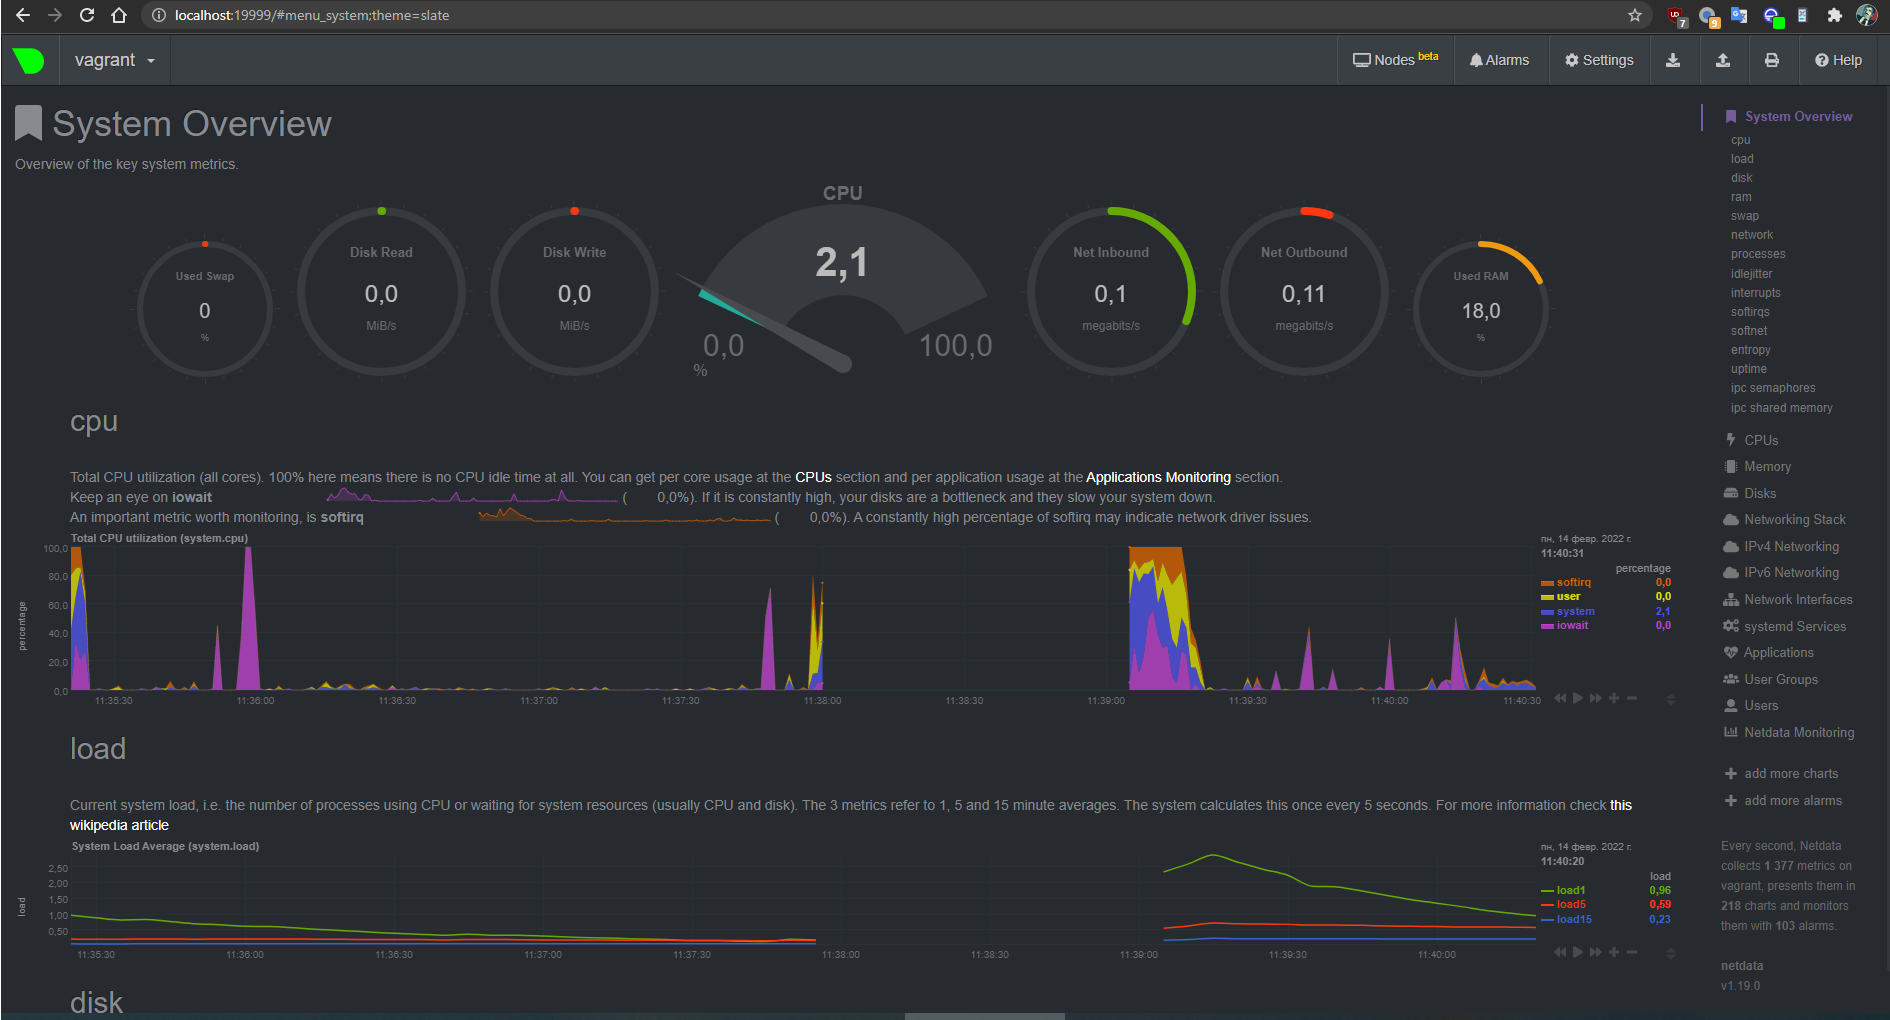 localhost:19999/#menu_system;theme=slate
7
9
vagrant
Nodes beta
Alarms
Settings
Help
System Overview
Overview of the key system metrics.
Used Swap
0
%
Disk Read
0,0
MiB/s
Disk Write
0,0
MiB/s
CPU
2,1
0,0
100,0
%
Net Inbound
0,1
megabits/s
Net Outbound
0,11
megabits/s
Used RAM
18,0
%
cpu
Total CPU utilization (all cores). 100% here means there is no CPU idle time at all. You can get per core usage at the CPUs section and per application usage at the Applications Monitoring section.
Keep an eye on iowait ( 0,0%). If it is constantly high, your disks are a bottleneck and they slow your system down.
An important metric worth monitoring, is softirq ( 0,0%). A constantly high percentage of softirq may indicate network driver issues.
Total CPU utilization (system.cpu)
percentage
100,0
80,0
60,0
40,0
20,0
0,0
11:35:30
11:36:00
11:36:30
11:37:00
11:37:30
11:38:00
11:38:30
11:39:00
11:39:30
11:40:00
11:40:30
пн, 14 февр. 2022 г.
11:40:31
percentage
softirq 0,0
user 0,0
system 2,1
iowait 0,0
load
Current system load, i.e. the number of processes using CPU or waiting for system resources (usually CPU and disk). The 3 metrics refer to 1, 5 and 15 minute averages. The system calculates this once every 5 seconds. For more information check this
wikipedia article
System Load Average (system.load)
load
2,50
2,00
1,50
1,00
0,50
11:35:30
11:36:00
11:36:30
11:37:00
11:37:30
11:38:00
11:38:30
11:39:00
11:39:30
11:40:00
пн, 14 февр. 2022 г.
11:40:20
load
load1 0,96
load5 0,59
load15 0,23
disk
System Overview
cpu
load
disk
ram
swap
network
processes
idlejitter
interrupts
softirqs
softnet
entropy
uptime
ipc semaphores
ipc shared memory
CPUs
Memory
Disks
Networking Stack
IPv4 Networking
IPv6 Networking
Network Interfaces
systemd Services
Applications
User Groups
Users
Netdata Monitoring
add more charts
add more alarms
Every second, Netdata
collects 1 377 metrics on
vagrant, presents them in
218 charts and monitors
them with 103 alarms.
netdata
v1.19.0